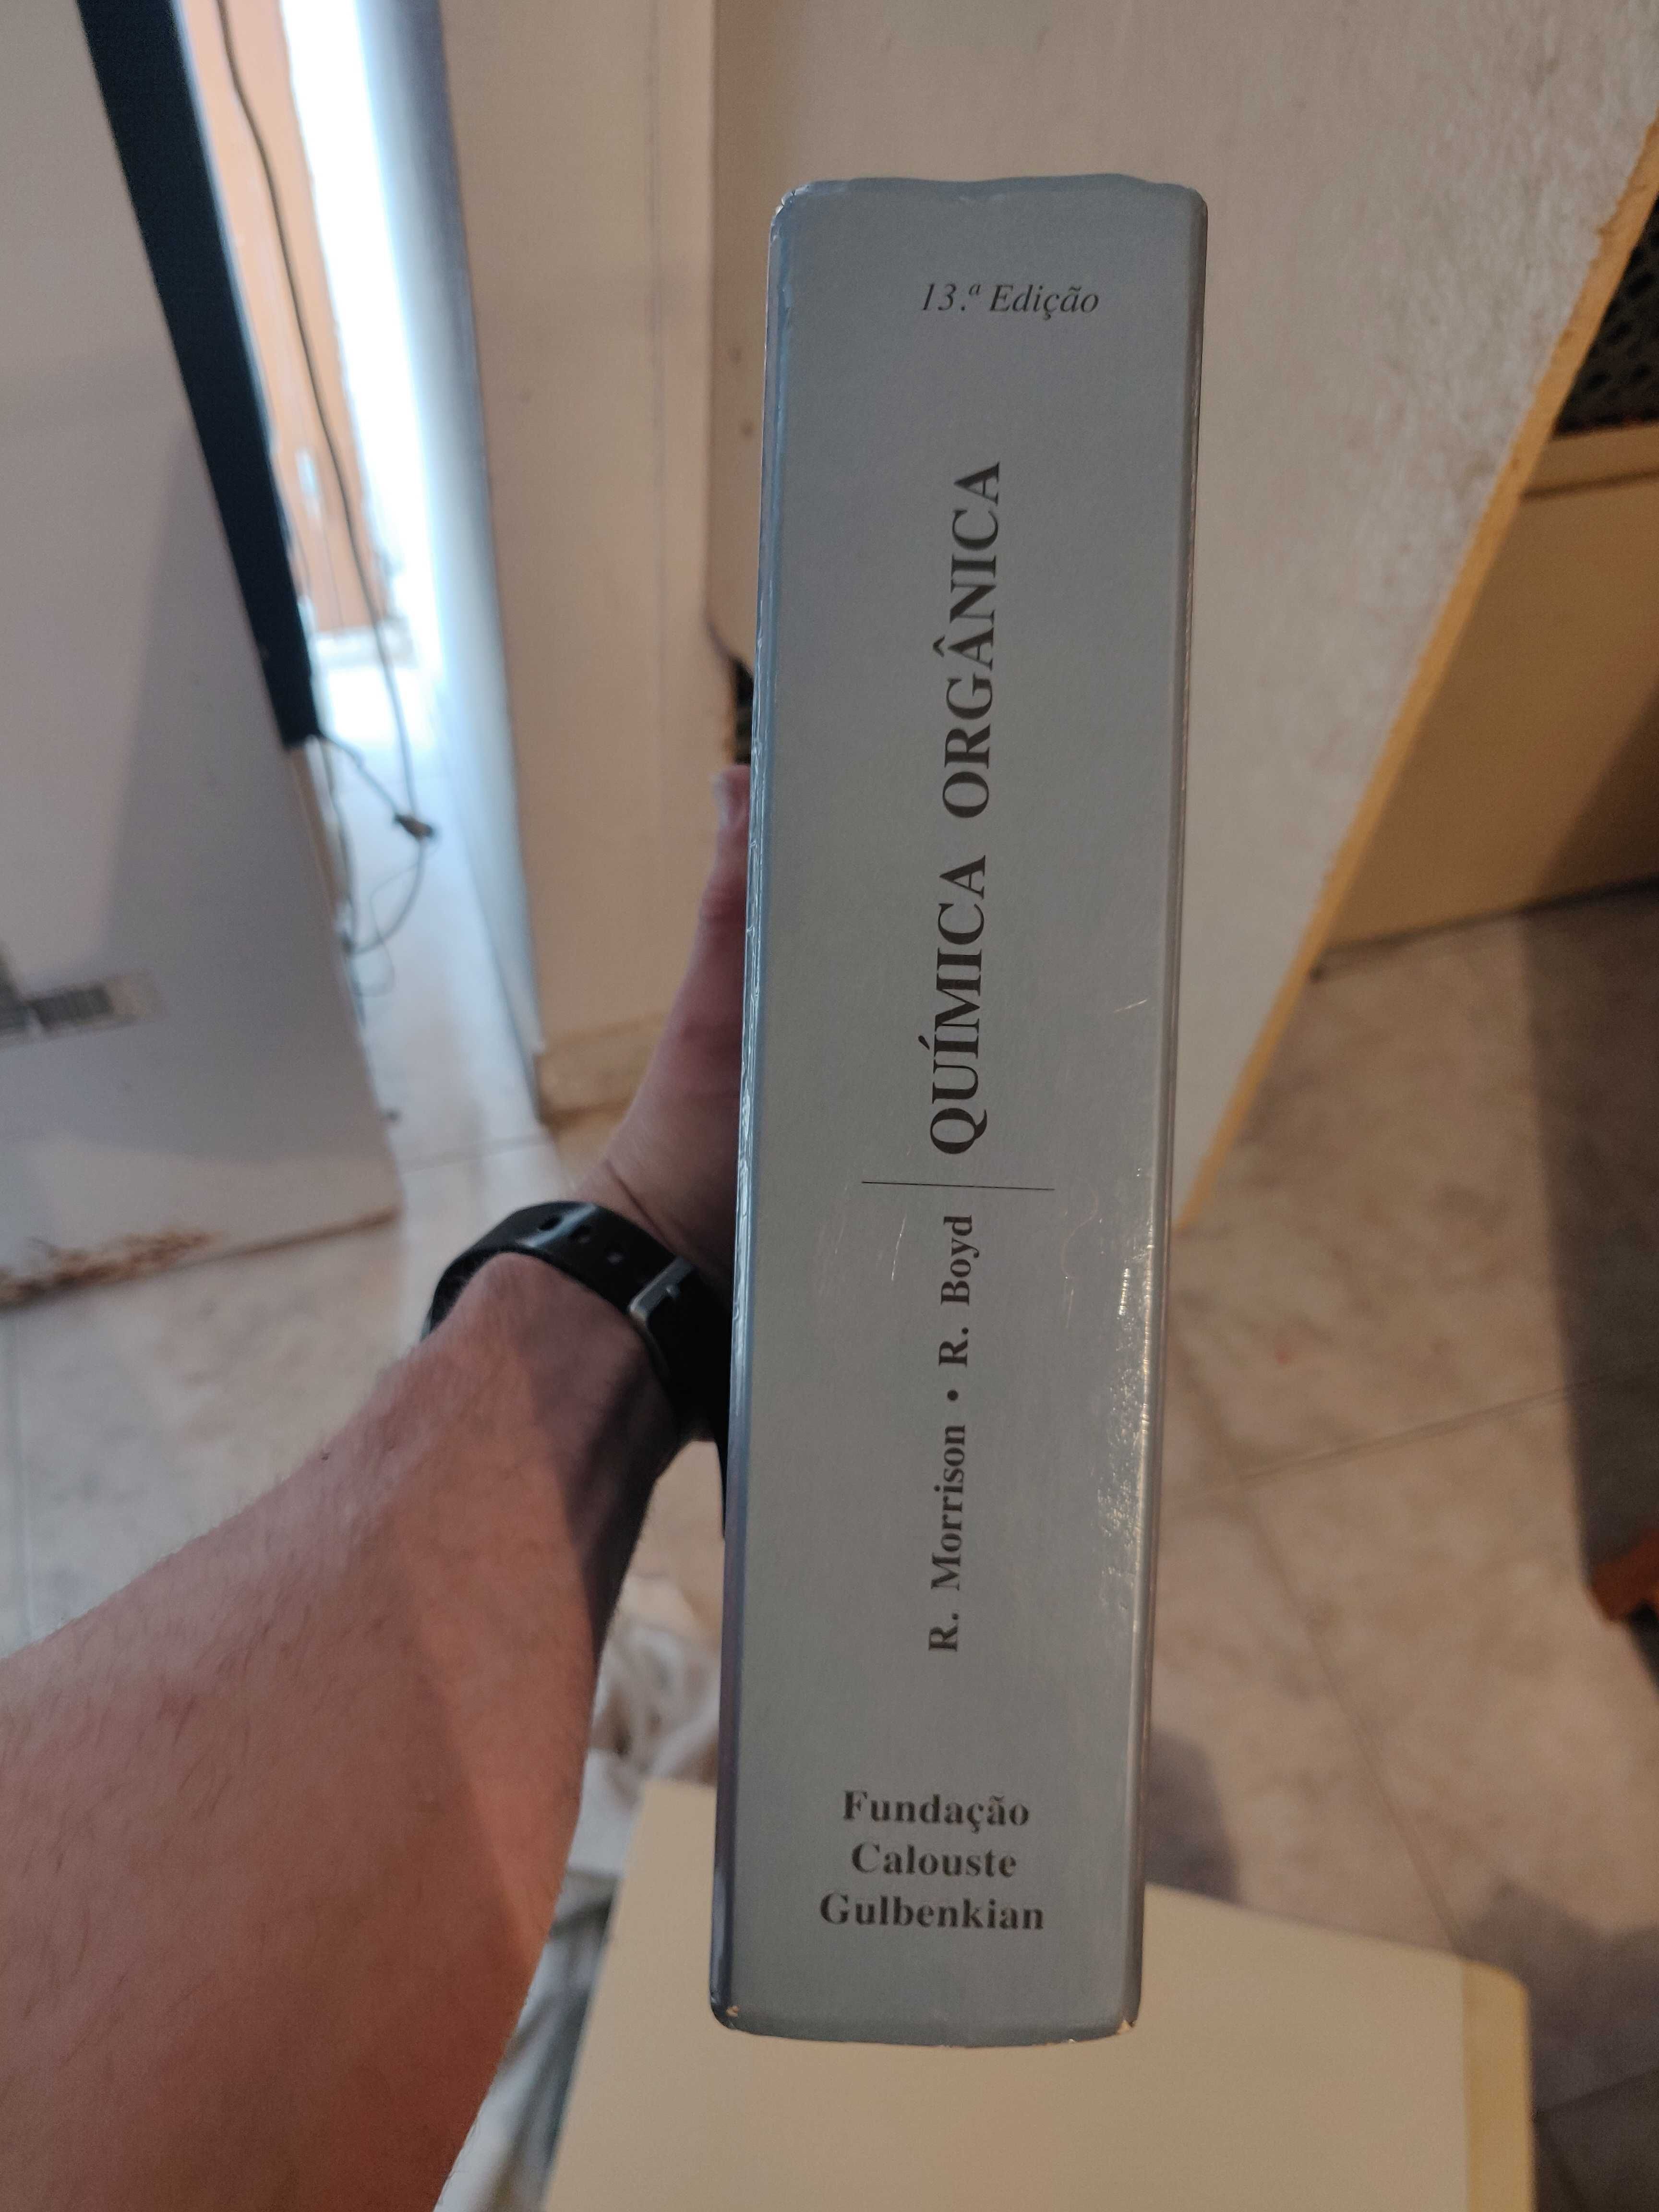 13.ª Edição
R. Morrison • R. Boyd | QUÍMICA ORGÂNICA
Fundação
Calouste
Gulbenkian